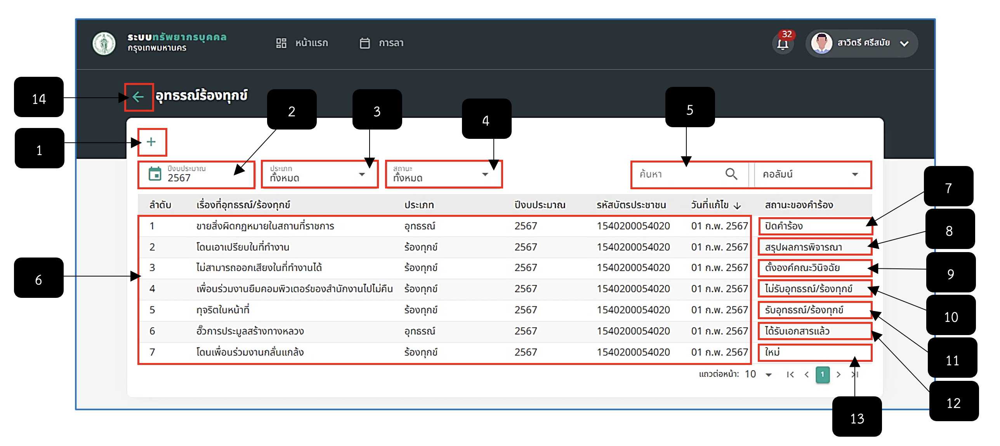 ระบบทรัพยากรบุคคล
กรุงเทพมหานคร
หน้าแรก
การลา
32
สาวิตรี ศรีสมัย
14
อุทธรณ์ร้องทุกข์
2
3
4
5
1
ปีงบประมาณ
2567
ประเภท
ทั้งหมด
สถานะ
ทั้งหมด
ค้นหา
คอลัมน์
7
ลำดับ เรื่องที่อุทธรณ์/ร้องทุกข์ ประเภท ปีงบประมาณ รหัสบัตรประชาชน วันที่แก้ไข สถานะของคำร้อง
1 ขายสิ่งผิดกฎหมายในสถานที่ราชการ อุทธรณ์ 2567 1540200054020 01 ก.พ. 2567 ปิดคำร้อง
8
2 โดนเอาเปรียบในที่ทำงาน ร้องทุกข์ 2567 1540200054020 01 ก.พ. 2567 สรุปผลการพิจารณา
3 ไม่สามารถออกเสียงในที่ทำงานได้ ร้องทุกข์ 2567 1540200054020 01 ก.พ. 2567 ตั้งองค์คณะวินิจฉัย
9
6
4 เพื่อนร่วมงานยืมคอมพิวเตอร์ของสำนักงานไปไม่คืน ร้องทุกข์ 2567 1540200054020 01 ก.พ. 2567 ไม่รับอุทธรณ์/ร้องทุกข์
10
5 ทุจริตในหน้าที่ ร้องทุกข์ 2567 1540200054020 01 ก.พ. 2567 รับอุทธรณ์/ร้องทุกข์
6 ฮั๊วการประมูลสร้างทางหลวง อุทธรณ์ 2567 1540200054020 01 ก.พ. 2567 ได้รับเอกสารแล้ว
11
7 โดนเพื่อนร่วมงานกลั่นแกล้ง ร้องทุกข์ 2567 1540200054020 01 ก.พ. 2567 ใหม่
แถวต่อหน้า: 10
1
12
13